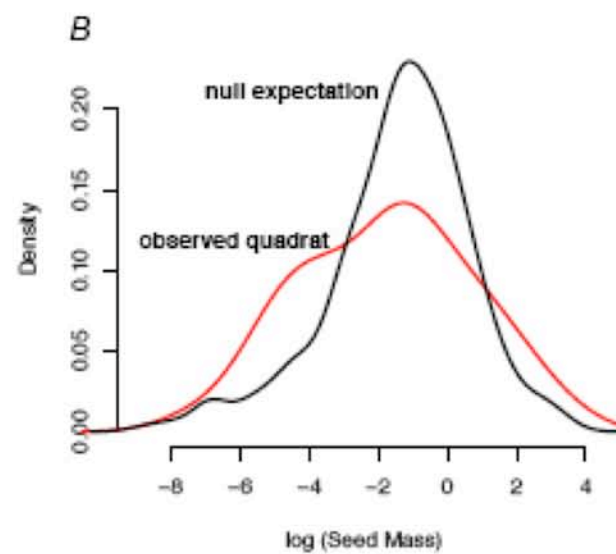 B
null expectation
observed quadrat
Density
0.20
0.15
0.10
0.05
0.00
−8 −6 −4 −2 0 2 4
log (Seed Mass)